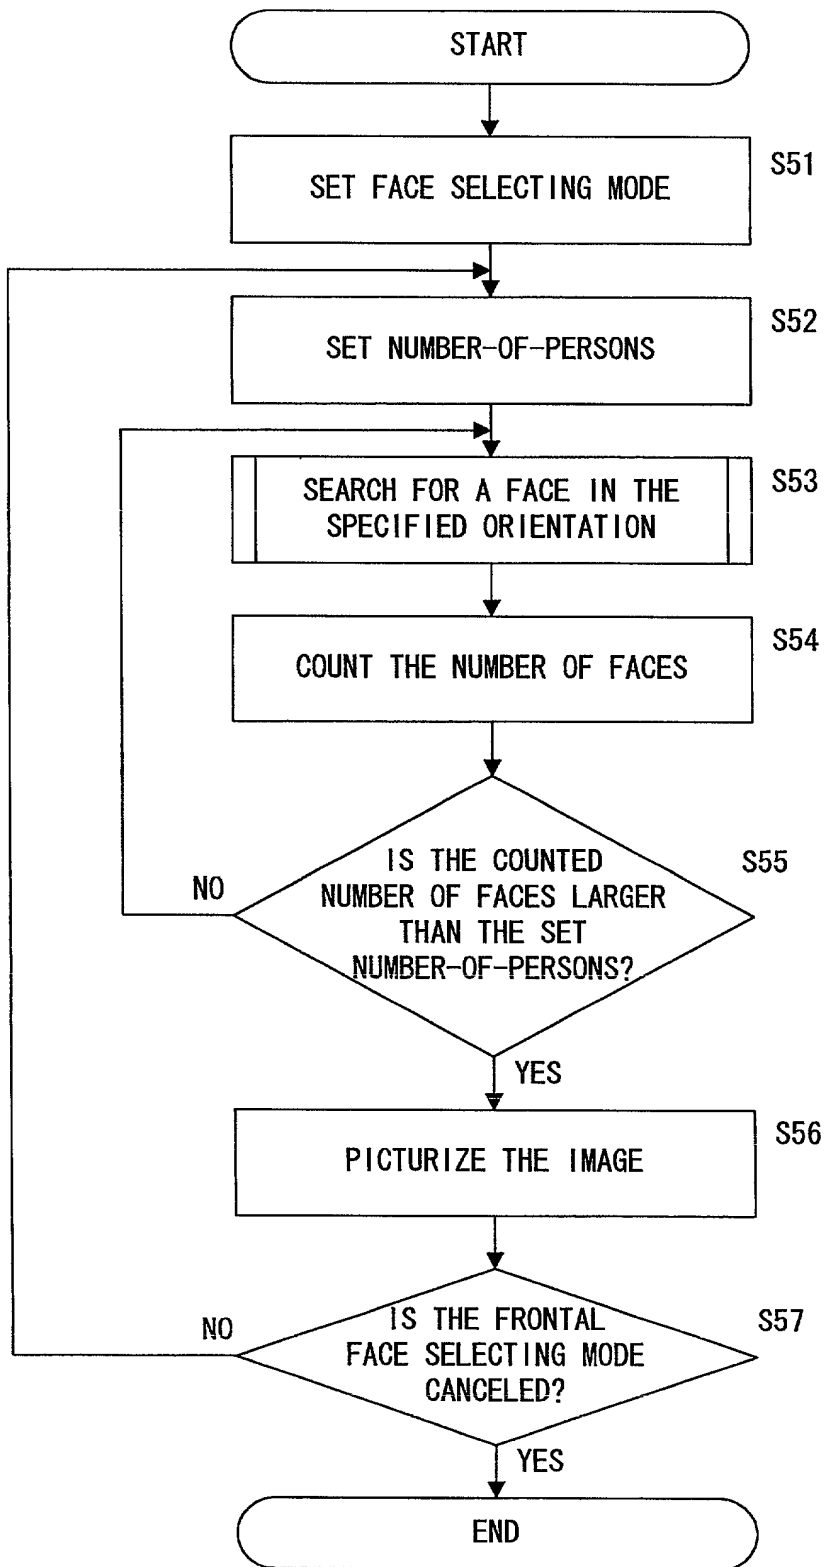 START
S51
SET FACE SELECTING MODE
S52
SET NUMBER-OF-PERSONS
S53
SEARCH FOR A FACE IN THE
SPECIFIED ORIENTATION
S54
COUNT THE NUMBER OF FACES
S55
IS THE COUNTED
NUMBER OF FACES LARGER
THAN THE SET
NUMBER-OF-PERSONS?
NO
YES
S56
PICTURIZE THE IMAGE
S57
IS THE FRONTAL
FACE SELECTING MODE
CANCELED?
NO
YES
END